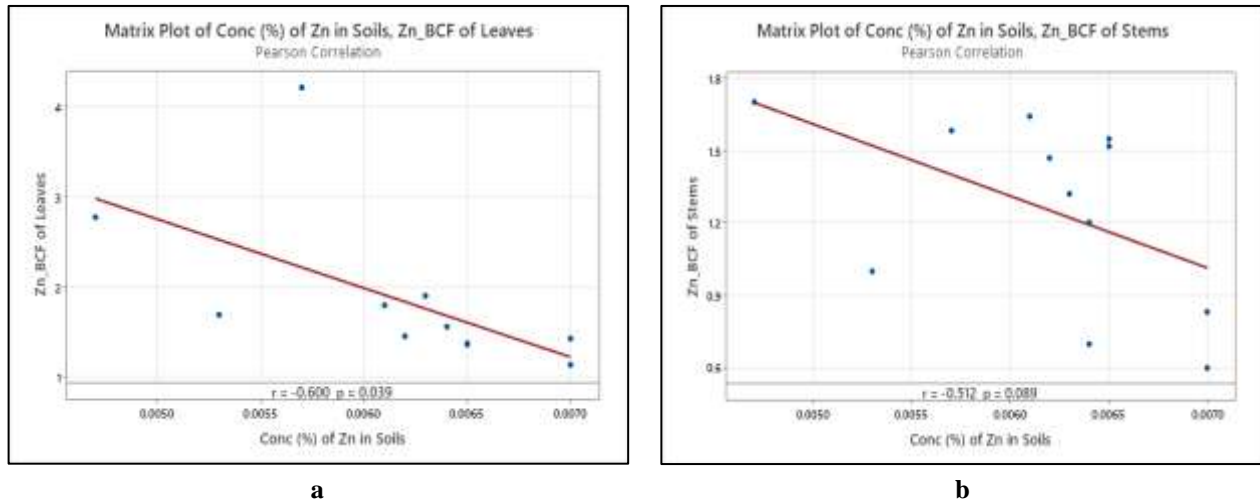 Matrix Plot of Conc (%) of Zn in Soils, Zn_BCF of Leaves
Pearson Correlation
4
3
2
1
Zn_BCF of Leaves
r = -0.600 p = 0.039
0.0050 0.0055 0.0060 0.0065 0.0070
Conc (%) of Zn in Soils
a
Matrix Plot of Conc (%) of Zn in Soils, Zn_BCF of Stems
Pearson Correlation
1.8
1.5
1.2
0.9
0.6
Zn_BCF of Stems
r = -0.512 p = 0.089
0.0050 0.0055 0.0060 0.0065 0.0070
Conc (%) of Zn in Soils
b